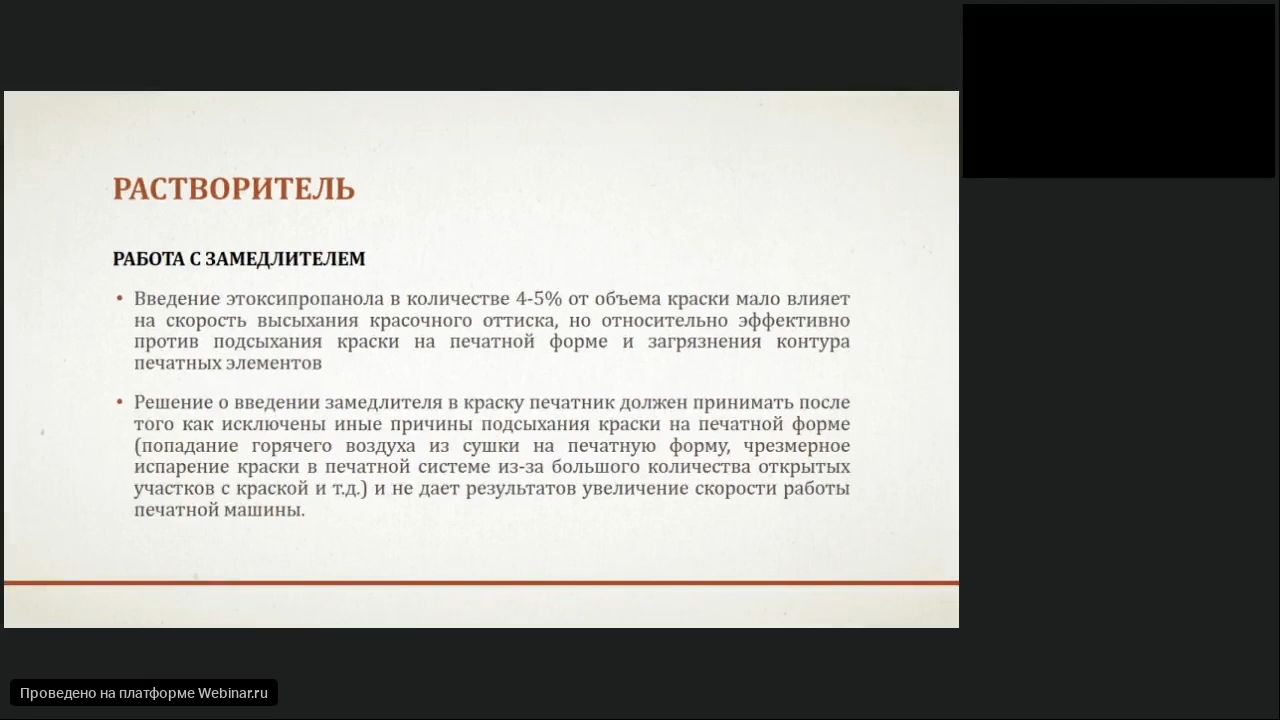 РАСТВОРИТЕЛЬ
РАБОТА С ЗАМЕДЛИТЕЛЕМ
• Введение этоксипропанола в количестве 4-5% от объема краски мало влияет
на скорость высыхания красочного оттиска, но относительно эффективно
против подсыхания краски на печатной форме и загрязнения контура
печатных элементов
• Решение о введении замедлителя в краску печатник должен принимать после
того как исключены иные причины подсыхания краски на печатной форме
(попадание горячего воздуха из сушки на печатную форму, чрезмерное
испарение краски в печатной системе из-за большого количества открытых
участков с краской и т.д.) и не дает результатов увеличение скорости работы
печатной машины.
Проведено на платформе Webinar.ru